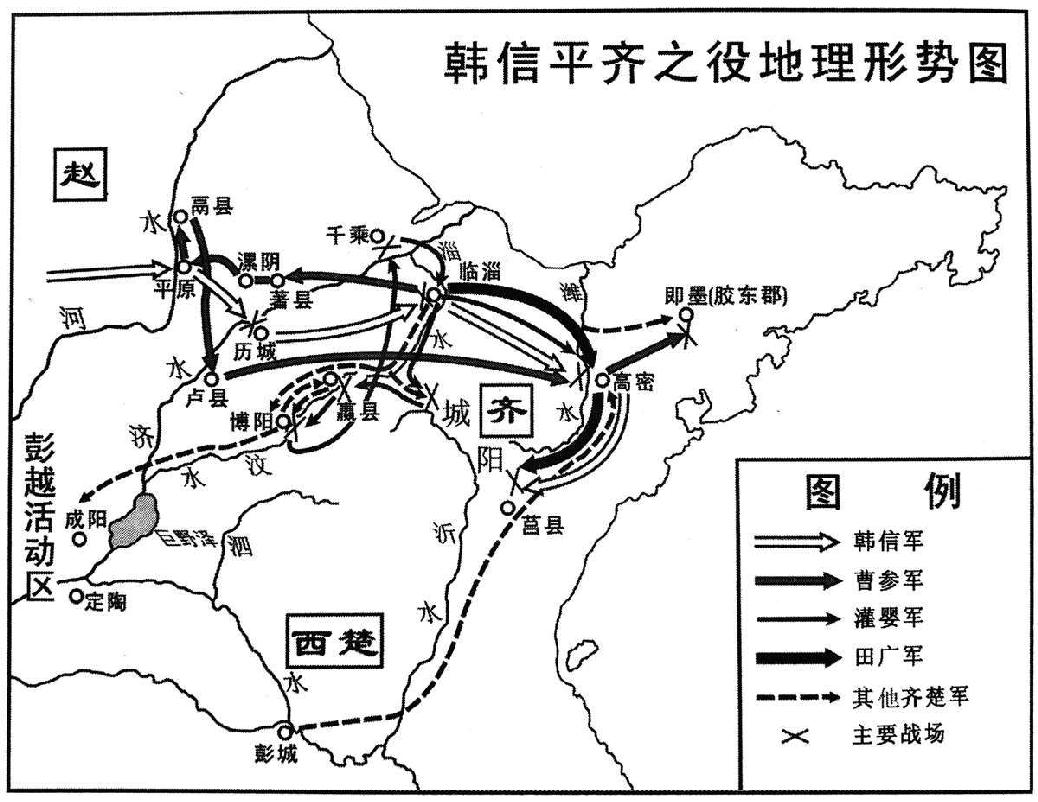 韩信平齐之役地理形势图
赵
水
鬲县
千乘
淄
漯阴
临淄
平原
著县
潍
即墨(胶东郡)
河
历城
水
水
卢县
高密
博阳
嬴县
城
齐
水
彭越活动区
济
阳
水
汶
成阳
巨野泽
泗
莒县
沂
定陶
水
西楚
水
彭城
图例
韩信军
曹参军
灌婴军
田广军
其他齐楚军
主要战场